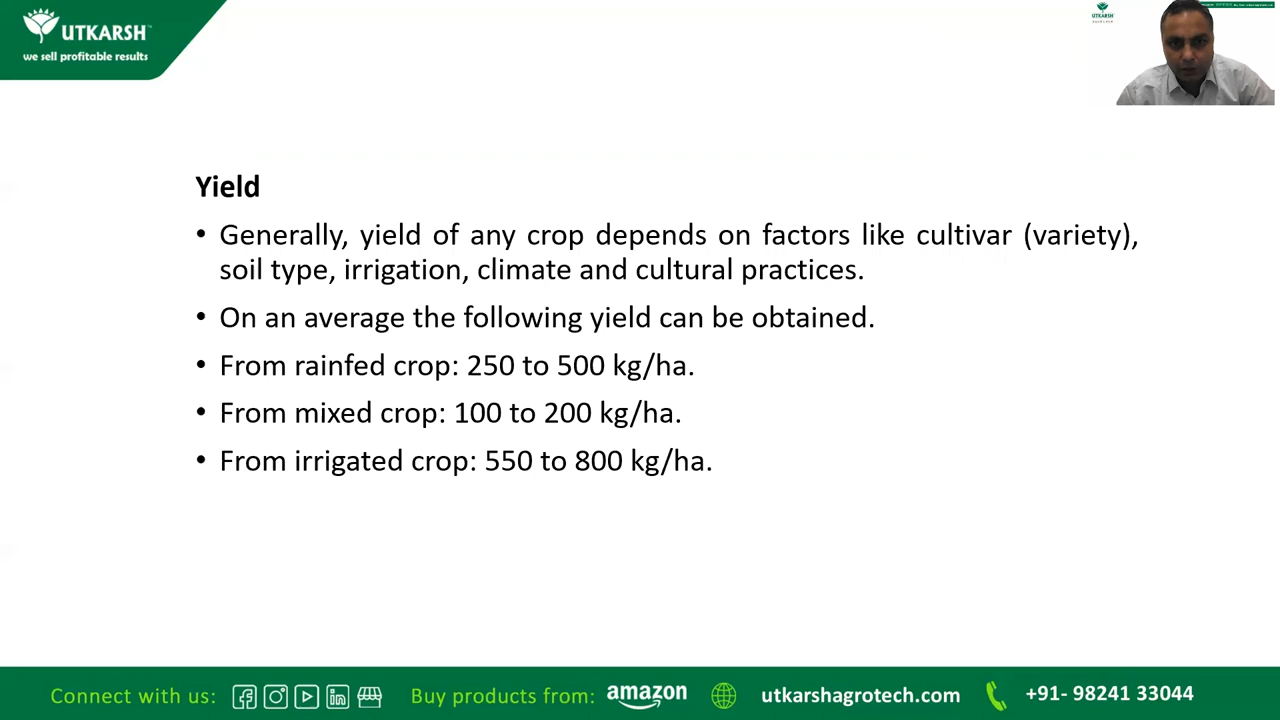 UTKARSH
we sell profitable results
UTKARSH
Yield
• Generally, yield of any crop depends on factors like cultivar (variety),
soil type, irrigation, climate and cultural practices.
• On an average the following yield can be obtained.
• From rainfed crop: 250 to 500 kg/ha.
• From mixed crop: 100 to 200 kg/ha.
• From irrigated crop: 550 to 800 kg/ha.
Connect with us: Buy products from: amazon utkarshagrotech.com +91- 98241 33044